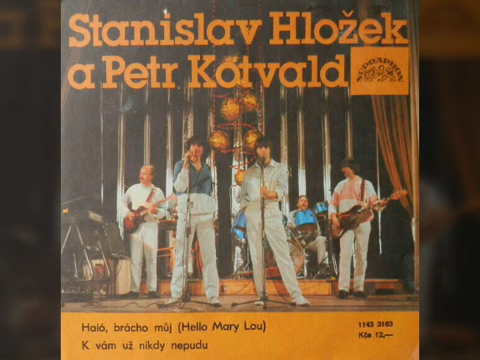 Stanislav Hložek
a Petr Kotvald
SUPRAPHON
Haló, brácho můj (Hello Mary Lou)
K vám už nikdy nepudu
1143 3163
Kčs 12,—